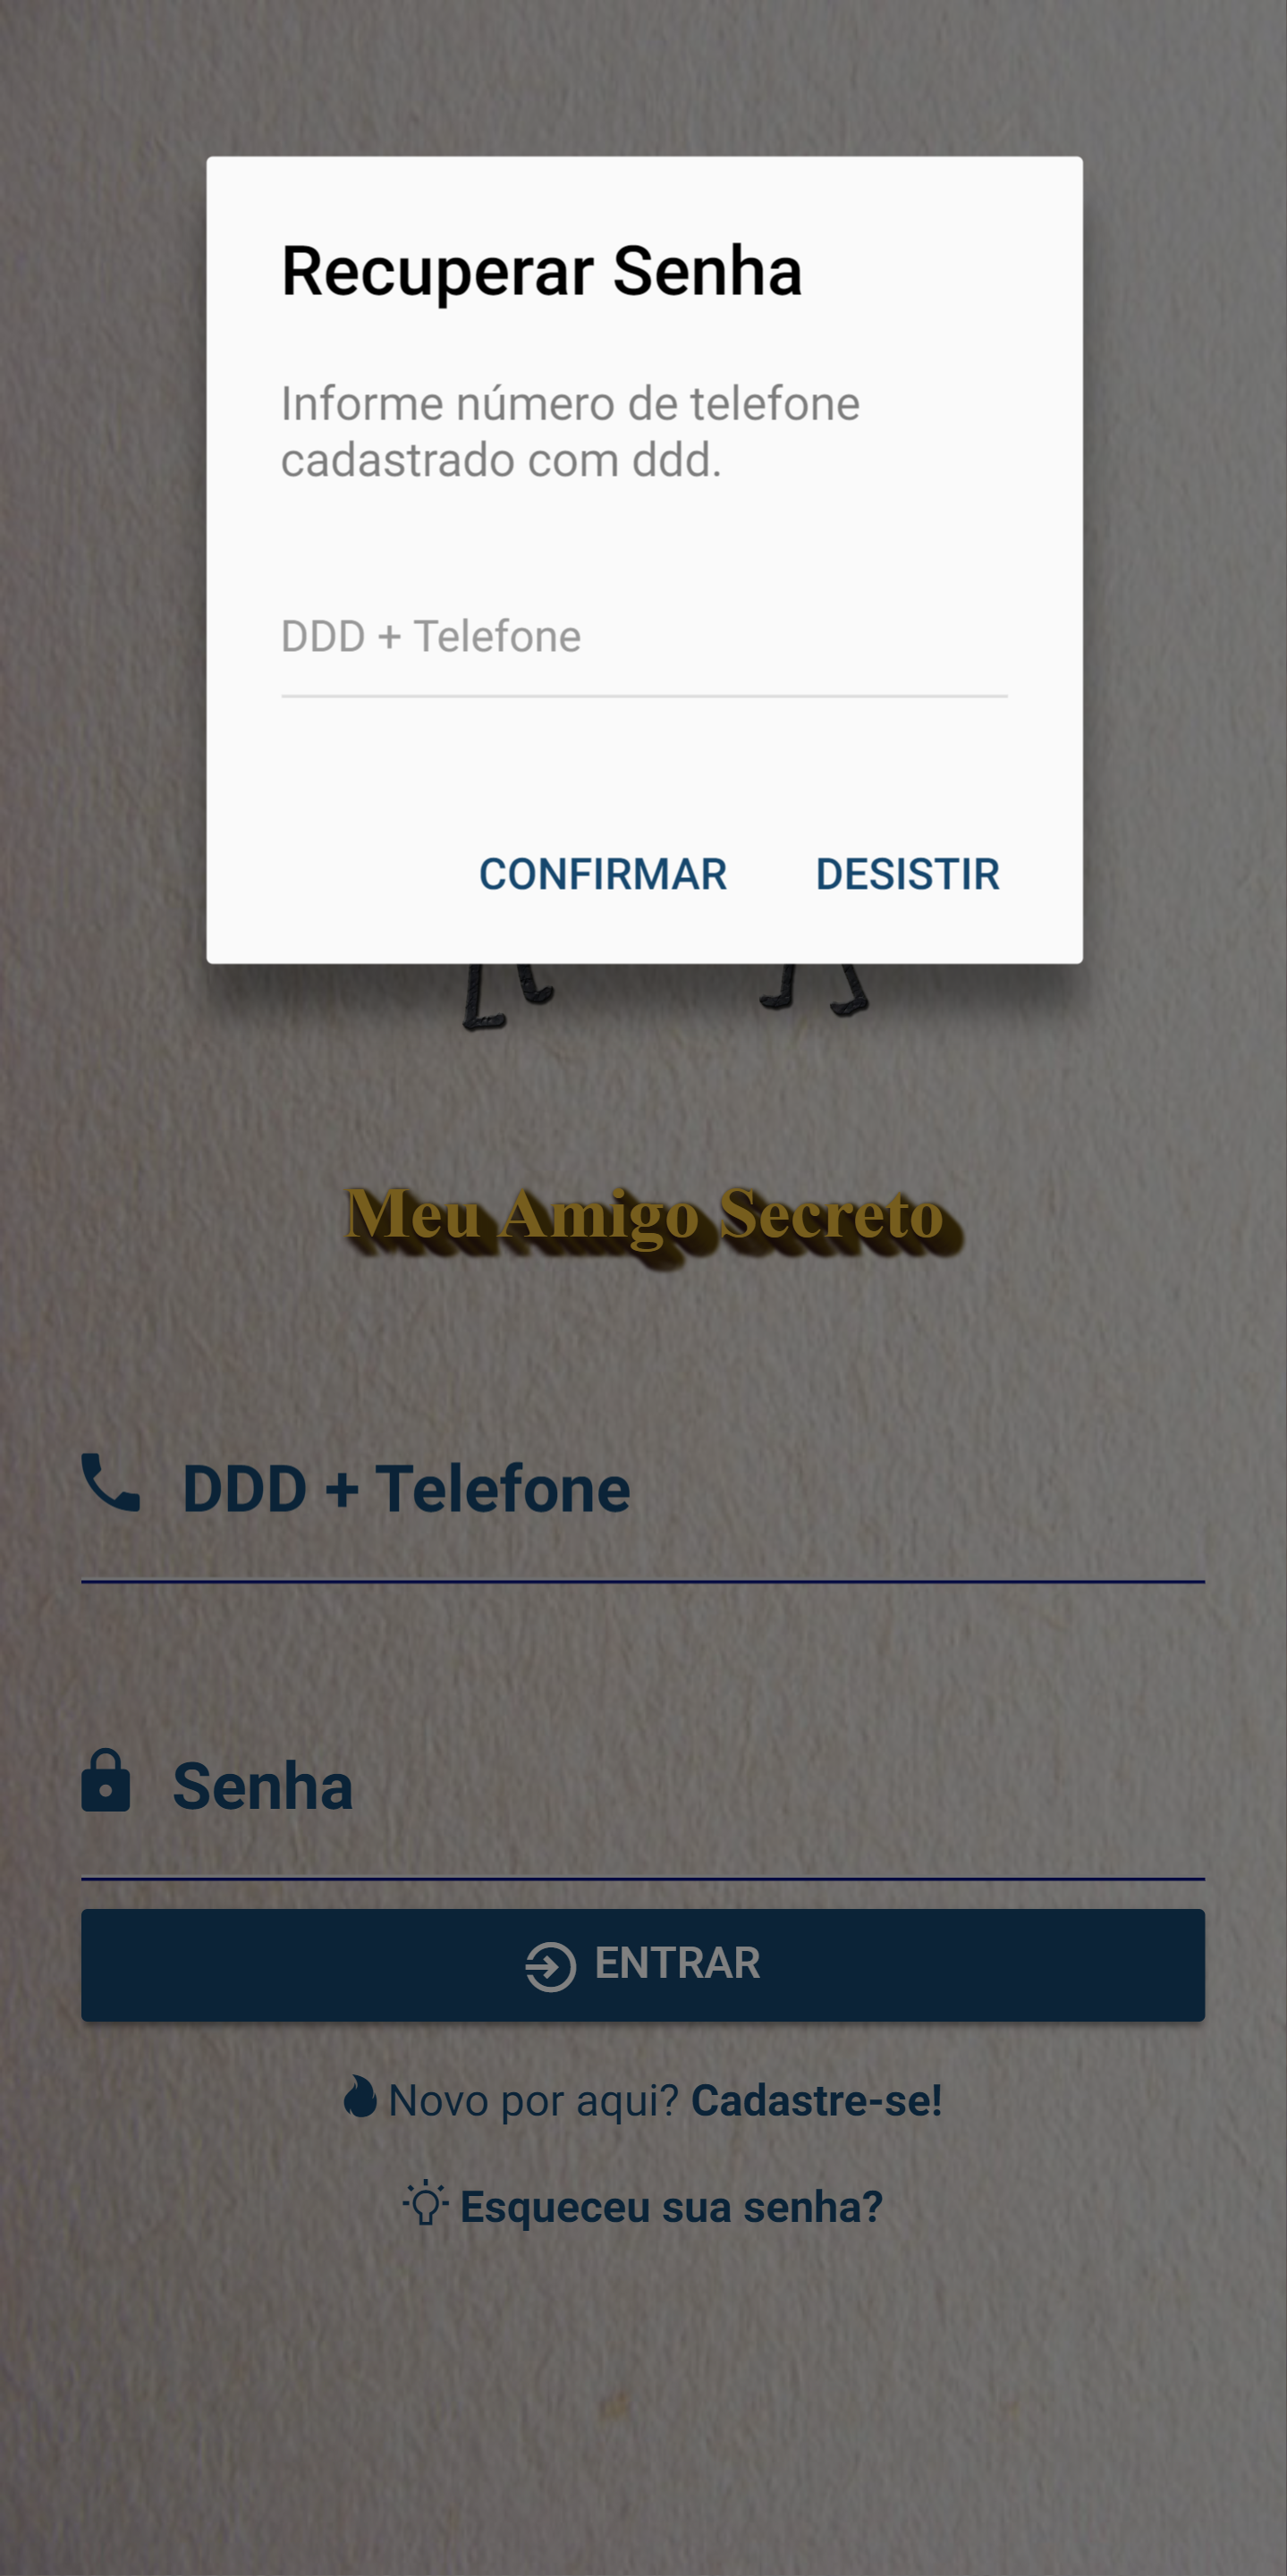 Recuperar Senha
Informe número de telefone
cadastrado com ddd.
DDD + Telefone
CONFIRMAR DESISTIR
Meu Amigo Secreto
DDD + Telefone
Senha
ENTRAR
Novo por aqui? Cadastre-se!
Esqueceu sua senha?